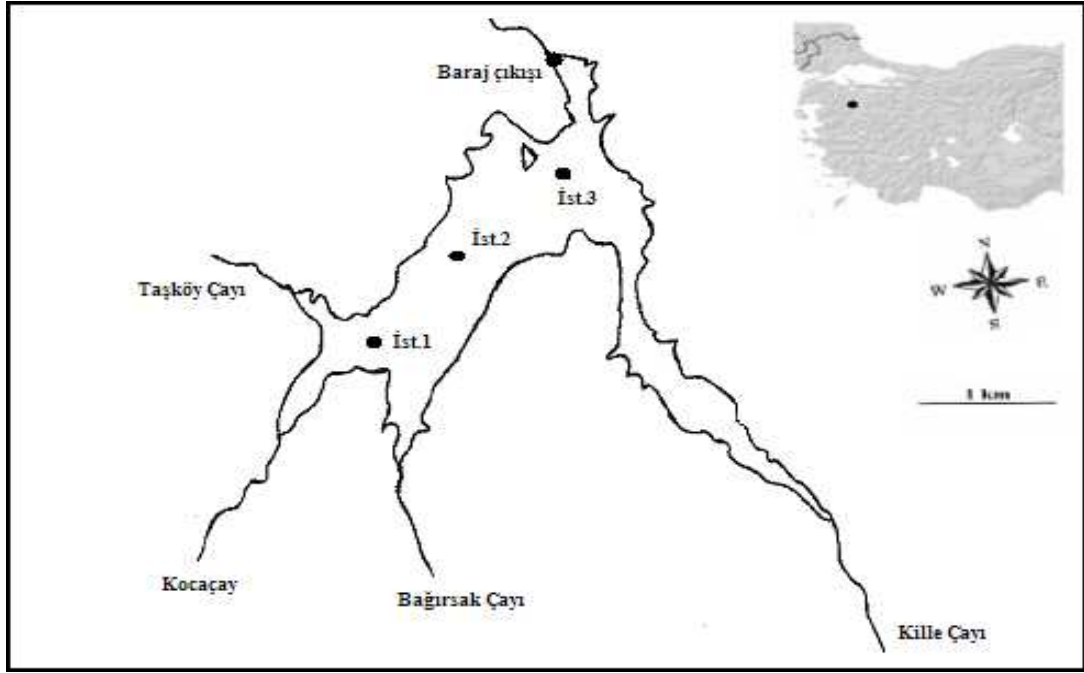 Baraj çıkışı
İst.3
İst.2
Taşköy Çayı
İst.1
Kocaçay
Bağırsak Çayı
Kille Çayı
N
W
E
S
1 km